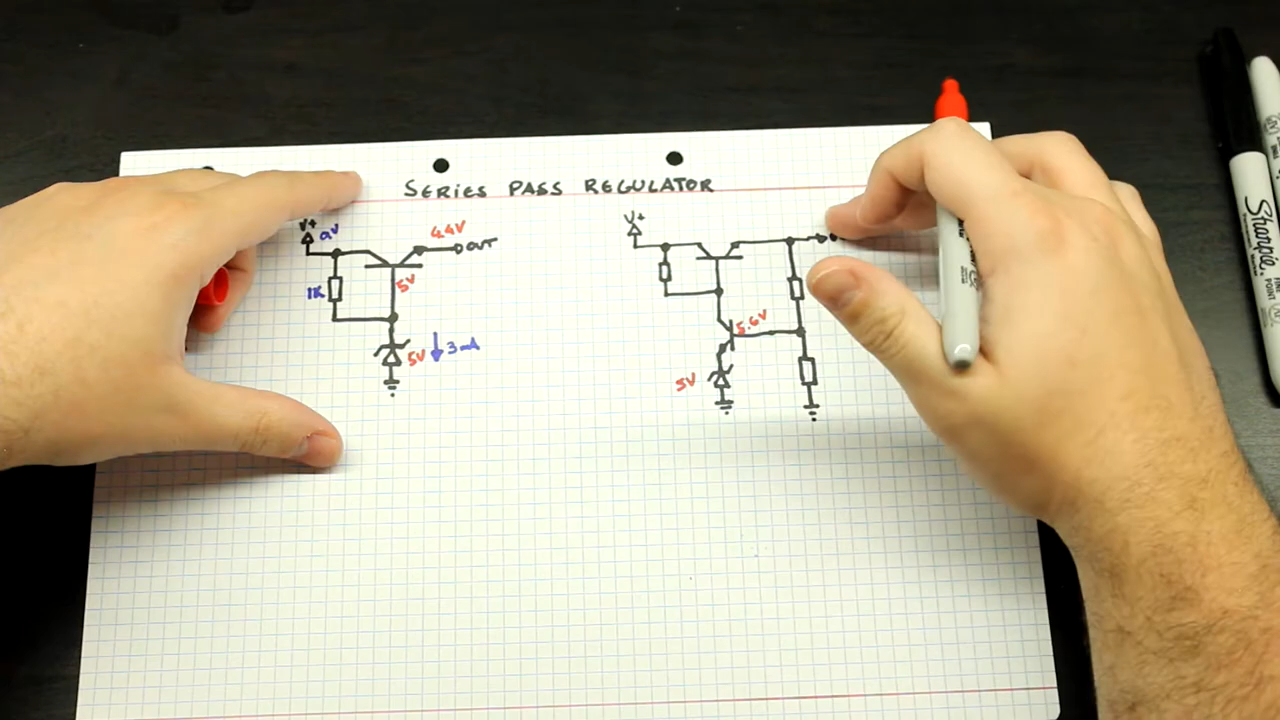 SERIES PASS REGULATOR
V+ 9V
4.4V
OUT
1K
5V
5V
3mA
V+
5.6V
5V
Sharpie
FINE POINT